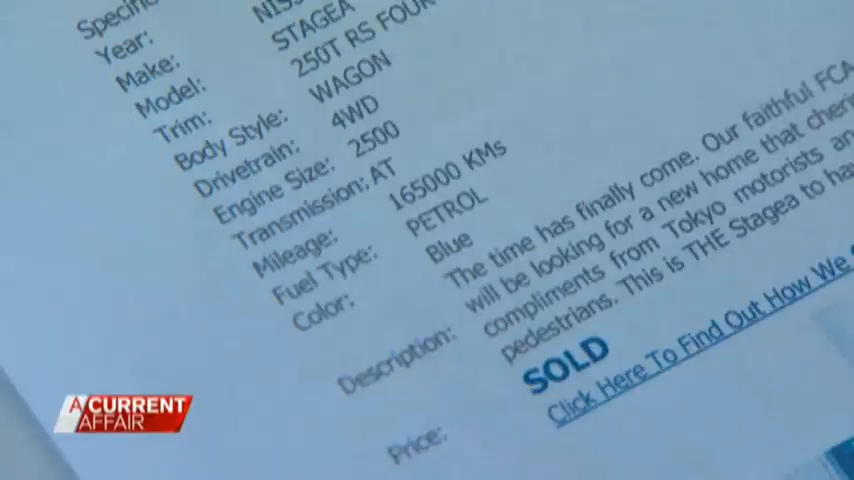 Year:
Make: NISS
Model: STAGEA
Trim: 250T RS FOUR
Body Style: WAGON
Drivetrain: 4WD
Engine Size: 2500
Transmission: AT
Mileage: 165000 KMs
Fuel Type: PETROL
Color: Blue
Description: The time has finally come. Our faithful FCA
will be looking for a new home that cheri
compliments from Tokyo motorists an
pedestrians. This is THE Stagea to ha
Price: SOLD
Click Here To Find Out How We
A CURRENT
AFFAIR